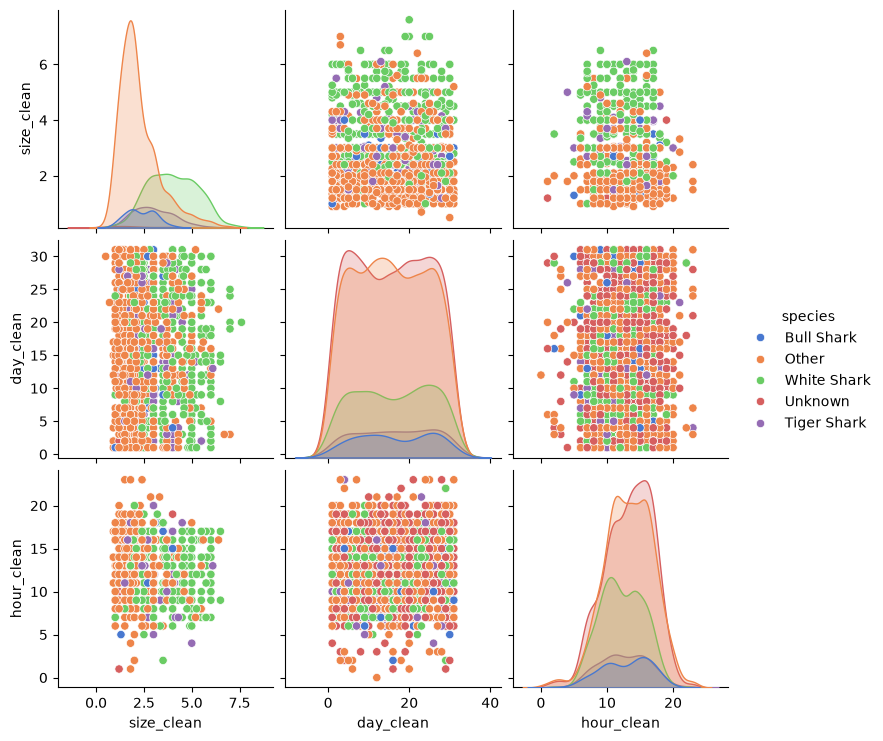 size_clean
6
4
2
day_clean
30
25
20
15
10
5
0
species
Bull Shark
Other
White Shark
Unknown
Tiger Shark
hour_clean
20
15
10
5
0
0.0 2.5 5.0 7.5
0 20 40
0 10 20
size_clean
day_clean
hour_clean